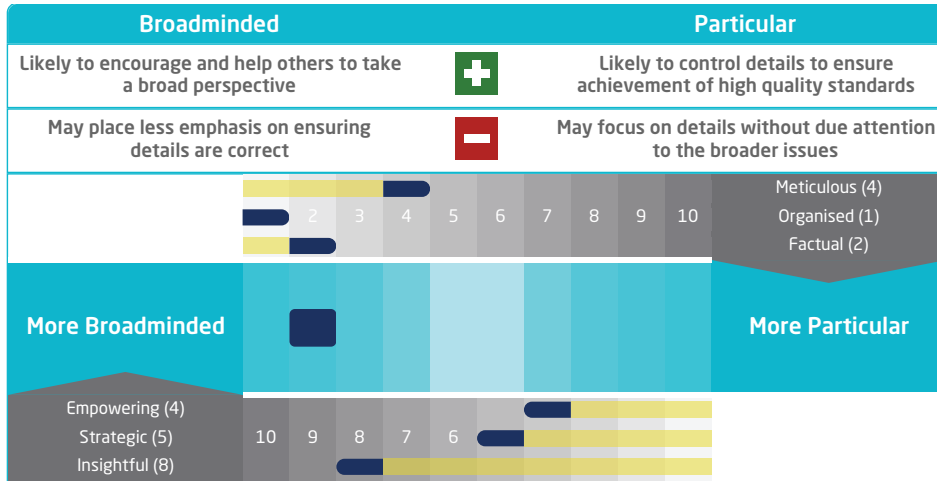 Broadminded
Particular
Likely to encourage and help others to take
a broad perspective
Likely to control details to ensure
achievement of high quality standards
May place less emphasis on ensuring
details are correct
May focus on details without due attention
to the broader issues
2 3 4 5 6 7 8 9 10
Meticulous (4)
Organised (1)
Factual (2)
More Broadminded
More Particular
Empowering (4)
Strategic (5)
Insightful (8)
10 9 8 7 6